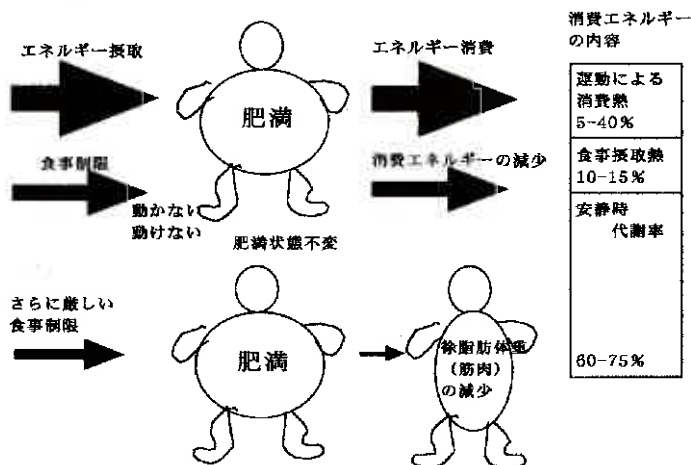 エネルギー摂取
肥満
エネルギー消費
食事制限
動かない
動けない
消費エネルギーの減少
肥満状態不変
さらに厳しい
食事制限
肥満
徐脂肪体重
（筋肉）
の減少
消費エネルギー
の内容
運動による
消費熱
5-40%
食事摂取熱
10-15%
安静時
代謝率
60-75%